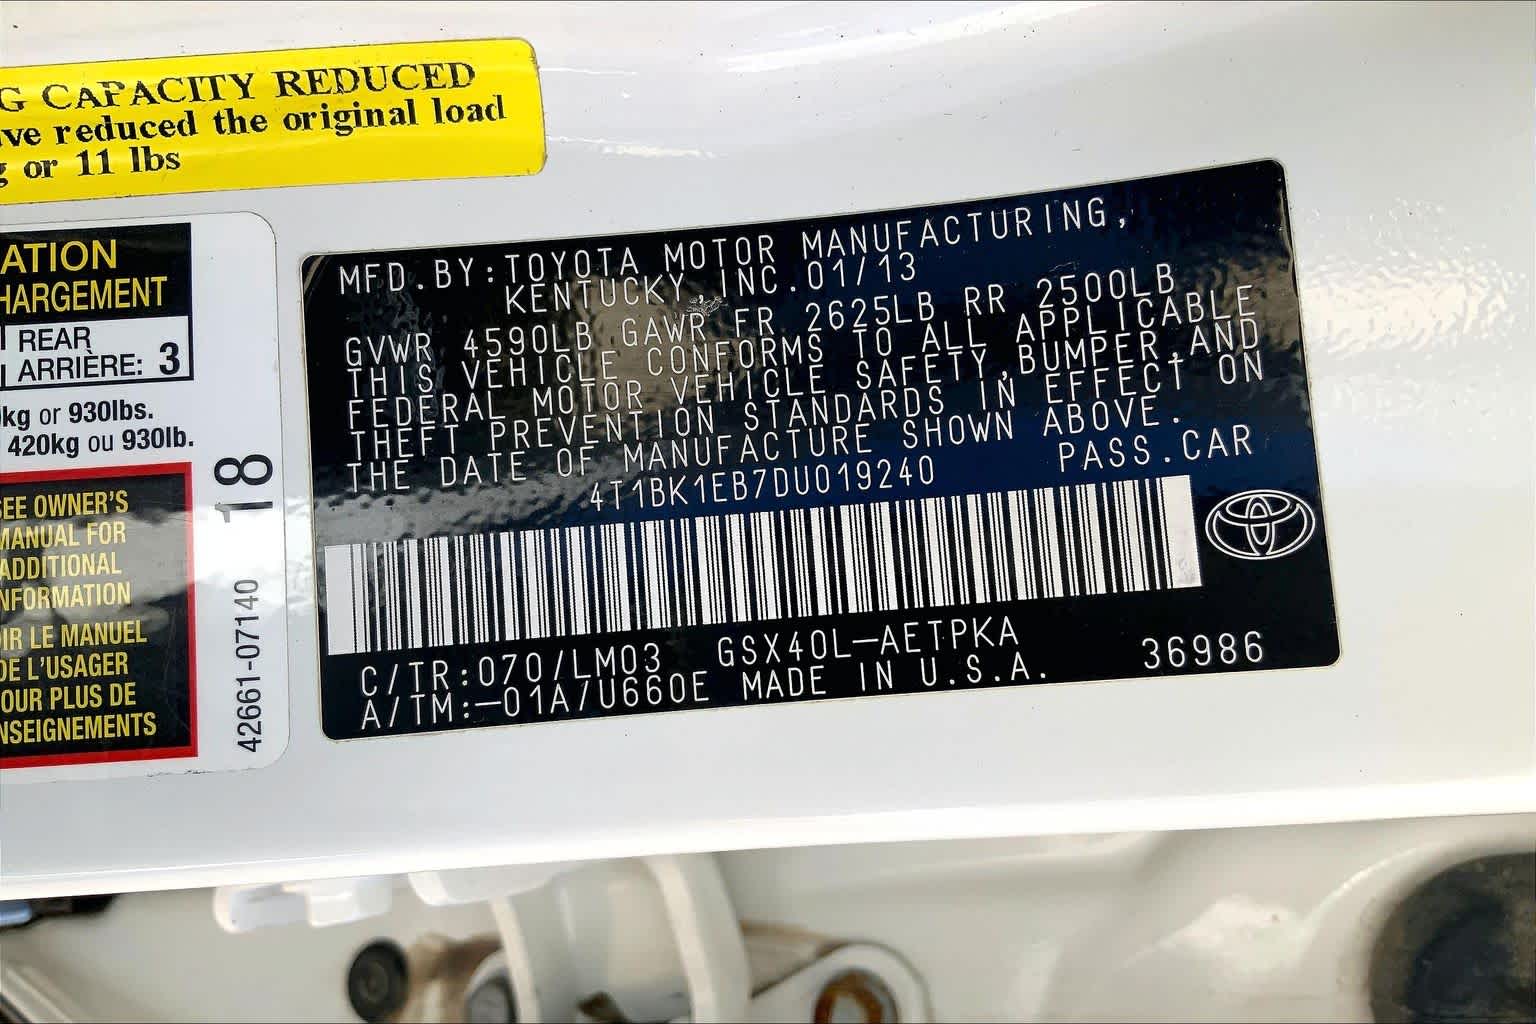 G CAPACITY REDUCED
ve reduced the original load
g or 11 lbs
ATION
HARGEMENT
REAR
ARRIÈRE: 3
kg or 930lbs.
420kg ou 930lb.
SEE OWNER'S
MANUAL FOR
ADDITIONAL
NFORMATION
OIR LE MANUEL
DE L'USAGER
POUR PLUS DE
NSEIGNEMENTS
18
42661-07140
MFD.BY:TOYOTA MOTOR MANUFACTURING,
KENTUCKY, INC.01/13
GVWR 4590LB GAWR FR 2625LB RR 2500LB
THIS VEHICLE CONFORMS TO ALL APPLICABLE
FEDERAL MOTOR VEHICLE SAFETY,BUMPER,AND
THEFT PREVENTION STANDARDS IN EFFECT ON
THE DATE OF MANUFACTURE SHOWN ABOVE.
4T1BK1EB7DU019240 PASS.CAR
C/TR:070/LM03 GSX40L-AETPKA
A/TM:-01A/U660E MADE IN U.S.A. 36986